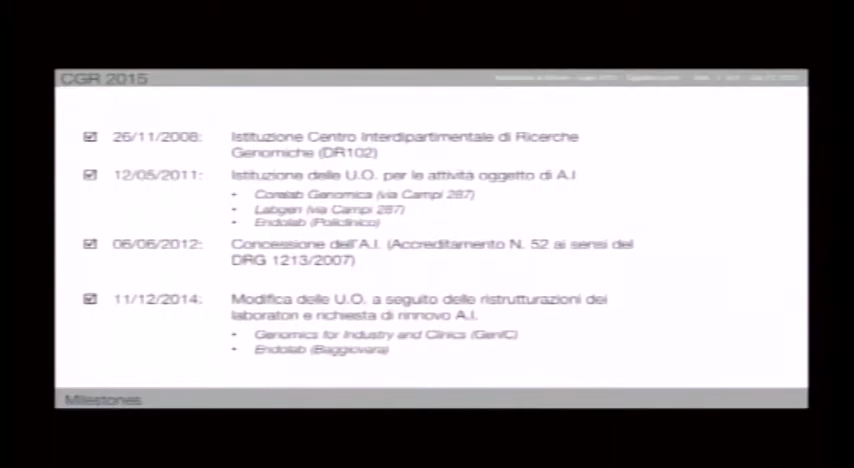 CGR 2015
26/11/2008: Istituzione Centro Interdipartimentale di Ricerche
Genomiche (DR102)
12/05/2011: Istituzione delle U.O. per le attività oggetto di A.I
• Corelab Genomica (via Campi 287)
• Labgen (via Campi 287)
• Endolab (Policlinico)
06/06/2012: Concessione dell'A.I. (Accreditamento N. 52 ai sensi del
DRG 1213/2007)
11/12/2014: Modifica delle U.O. a seguito delle ristrutturazioni dei
laboratori e richiesta di rinnovo A.I.
• Genomics for Industry and Clinics (GenIC)
• Endolab (Baggiovara)
Milestones